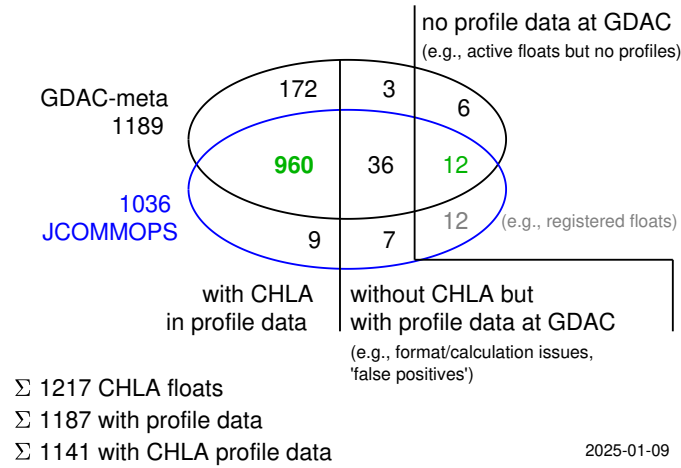 no profile data at GDAC
(e.g., active floats but no profiles)
172
3
6
GDAC-meta
1189
960
36
12
1036
JCOMMOPS
12
(e.g., registered floats)
9
7
with CHLA
in profile data
without CHLA but
with profile data at GDAC
(e.g., format/calculation issues,
'false positives')
Σ 1217 CHLA floats
Σ 1187 with profile data
Σ 1141 with CHLA profile data
2025-01-09